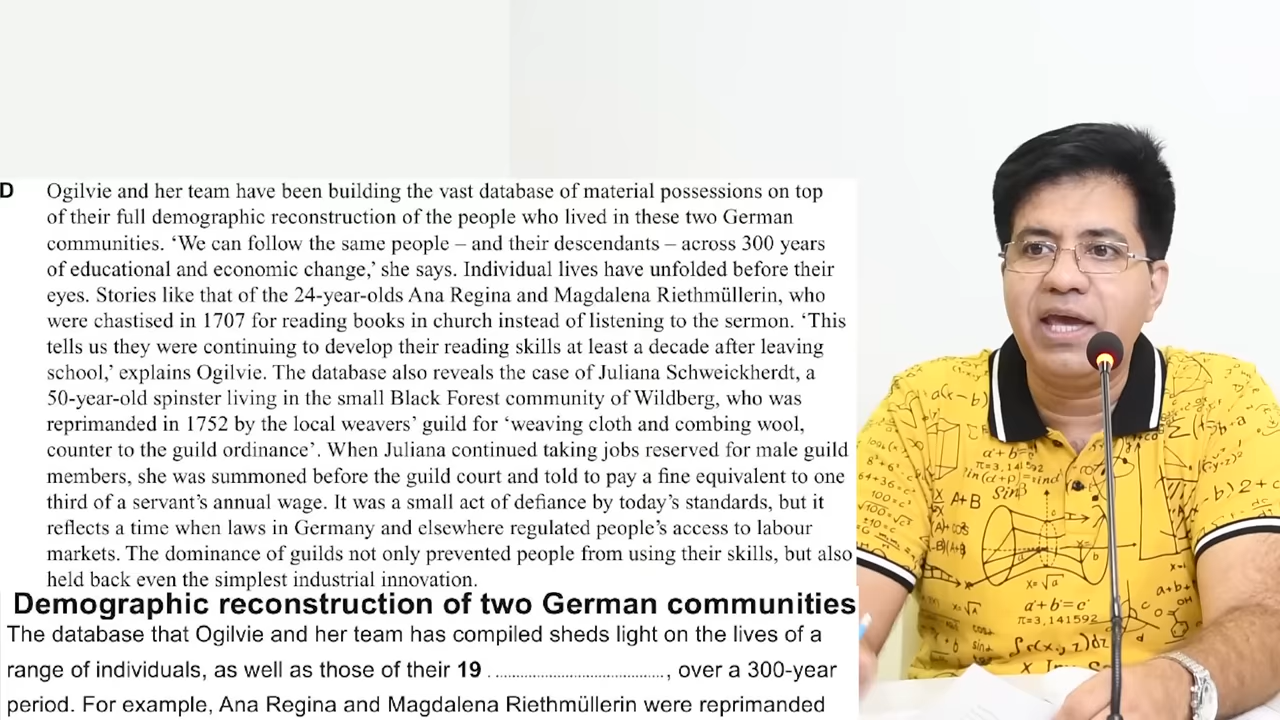 D Ogilvie and her team have been building the vast database of material possessions on top
of their full demographic reconstruction of the people who lived in these two German
communities. ‘We can follow the same people – and their descendants – across 300 years
of educational and economic change,’ she says. Individual lives have unfolded before their
eyes. Stories like that of the 24-year-olds Ana Regina and Magdalena Riethmüllerin, who
were chastised in 1707 for reading books in church instead of listening to the sermon. ‘This
tells us they were continuing to develop their reading skills at least a decade after leaving
school,’ explains Ogilvie. The database also reveals the case of Juliana Schweickherdt, a
50-year-old spinster living in the small Black Forest community of Wildberg, who was
reprimanded in 1752 by the local weavers’ guild for ‘weaving cloth and combing wool,
counter to the guild ordinance’. When Juliana continued taking jobs reserved for male guild
members, she was summoned before the guild court and told to pay a fine equivalent to one
third of a servant’s annual wage. It was a small act of defiance by today’s standards, but it
reflects a time when laws in Germany and elsewhere regulated people’s access to labour
markets. The dominance of guilds not only prevented people from using their skills, but also
held back even the simplest industrial innovation.
Demographic reconstruction of two German communities
The database that Ogilvie and her team has compiled sheds light on the lives of a
range of individuals, as well as those of their 19 ........................................, over a 300-year
period. For example, Ana Regina and Magdalena Riethmüllerin were reprimanded
a(x-b)
a+b=c
π=3,141592
A+B
x=√a
a+b=c
π=3,141592